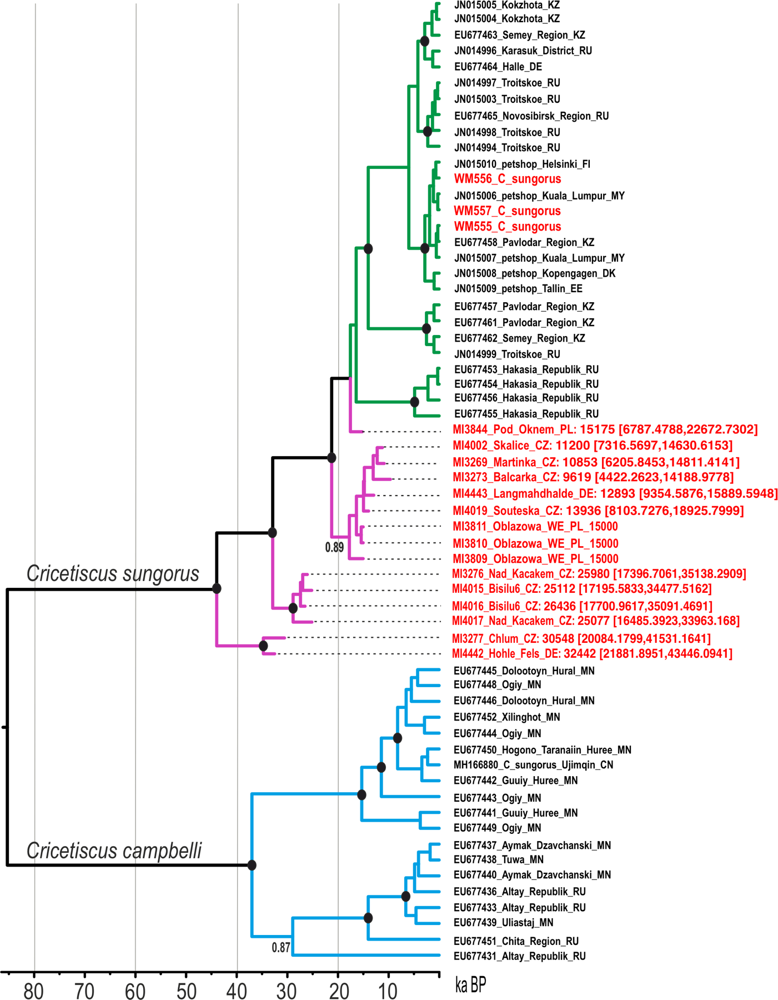 JN015005_Kokzhota_KZ
JN015004_Kokzhota_KZ
EU677463_Semey_Region_KZ
JN014996_Karasuk_District_RU
EU677464_Halle_DE
JN014997_Troitskoe_RU
JN015003_Troitskoe_RU
EU677465_Novosibirsk_Region_RU
JN014998_Troitskoe_RU
JN014994_Troitskoe_RU
JN015010_petshop_Helsinki_FI
WM556_C_sungorus
JN015006_petshop_Kuala_Lumpur_MY
WM557_C_sungorus
WM555_C_sungorus
EU677458_Pavlodar_Region_KZ
JN015007_petshop_Kuala_Lumpur_MY
JN015008_petshop_Kopengagen_DK
JN015009_petshop_Tallin_EE
EU677457_Pavlodar_Region_KZ
EU677461_Pavlodar_Region_KZ
EU677462_Semey_Region_KZ
JN014999_Troitskoe_RU
EU677453_Hakasia_Republik_RU
EU677454_Hakasia_Republik_RU
EU677456_Hakasia_Republik_RU
EU677455_Hakasia_Republik_RU
MI3844_Pod_Oknem_PL: 15175 [6787.4788,22672.7302]
MI4002_Skalice_CZ: 11200 [7316.5697,14630.6153]
MI3269_Martinka_CZ: 10853 [6205.8453,14811.4141]
MI3273_Balcarka_CZ: 9619 [4422.2623,14188.9778]
MI4443_Langmahdhalde_DE: 12893 [9354.5876,15889.5948]
MI4019_Souteska_CZ: 13936 [8103.7276,18925.7999]
MI3811_Oblazowa_WE_PL_15000
MI3810_Oblazowa_WE_PL_15000
0.89
MI3809_Oblazowa_WE_PL_15000
MI3276_Nad_Kacakem_CZ: 25980 [17396.7061,35138.2909]
Cricetiscus sungorus
MI4015_Bisilu6_CZ: 25112 [17195.5833,34477.5162]
MI4016_Bisilu6_CZ: 26436 [17700.9617,35091.4691]
MI4017_Nad_Kacakem_CZ: 25077 [16485.3923,33963.168]
MI3277_Chlum_CZ: 30548 [20084.1799,41531.1641]
MI4442_Hohle_Fels_DE: 32442 [21881.8951,43446.0941]
EU677445_Dolootoyn_Hural_MN
EU677448_Ogiy_MN
EU677446_Dolootoyn_Hural_MN
EU677452_Xilinghot_MN
EU677444_Ogiy_MN
EU677450_Hogono_Taranaiin_Huree_MN
MH166880_C_sungorus_Ujimqin_CN
EU677442_Guuiy_Huree_MN
EU677443_Ogiy_MN
EU677441_Guuiy_Huree_MN
EU677449_Ogiy_MN
EU677437_Aymak_Dzavchanski_MN
Cricetiscus campbelli
EU677438_Tuwa_MN
EU677440_Aymak_Dzavchanski_MN
EU677436_Altay_Republik_RU
EU677433_Altay_Republik_RU
EU677439_Uliastaj_MN
EU677451_Chita_Region_RU
0.87
EU677431_Altay_Republik_RU
80 70 60 50 40 30 20 10 ka BP